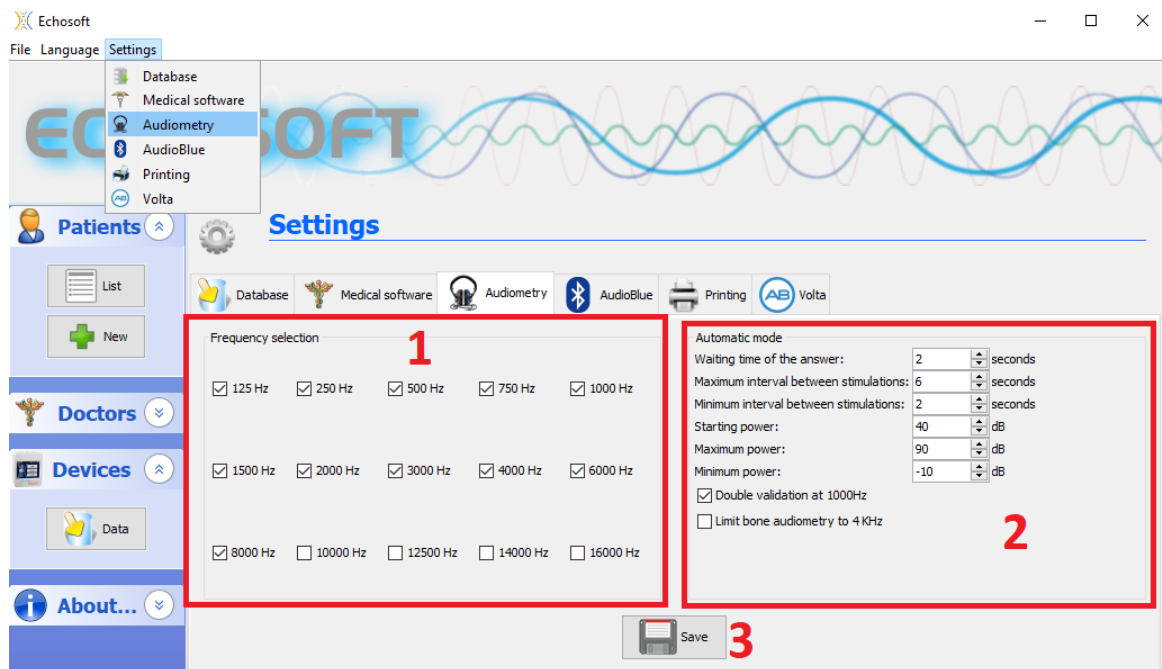 Echosoft
File Language Settings
Database
Medical software
Audiometry
AudioBlue
Printing
AB Volta
EC SOFT
Patients
List
New
Doctors
Devices
Data
About...
Settings
Database Medical software Audiometry AudioBlue Printing AB Volta
Frequency selection
1
125 Hz 250 Hz 500 Hz 750 Hz 1000 Hz
1500 Hz 2000 Hz 3000 Hz 4000 Hz 6000 Hz
8000 Hz 10000 Hz 12500 Hz 14000 Hz 16000 Hz
Automatic mode
Waiting time of the answer: 2 seconds
Maximum interval between stimulations: 6 seconds
Minimum interval between stimulations: 2 seconds
Starting power: 40 dB
Maximum power: 90 dB
Minimum power: -10 dB
Double validation at 1000Hz
Limit bone audiometry to 4 KHz
2
Save
3